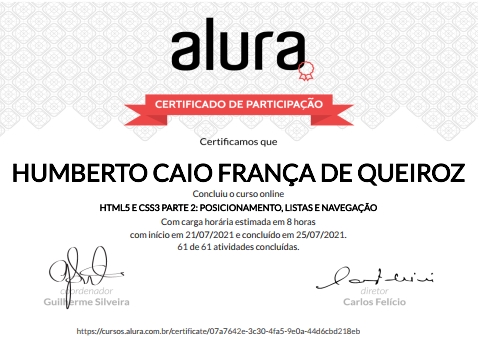 alura
CERTIFICADO DE PARTICIPAÇÃO
Certificamos que
HUMBERTO CAIO FRANÇA DE QUEIROZ
Concluiu o curso online
HTML5 E CSS3 PARTE 2: POSICIONAMENTO, LISTAS E NAVEGAÇÃO
Com carga horária estimada em 8 horas
com início em 21/07/2021 e concluído em 25/07/2021.
61 de 61 atividades concluídas.
coordenador
Guilherme Silveira
diretor
Carlos Felício
https://cursos.alura.com.br/certificate/07a7642e-3c30-4fa5-9e0a-44d6cbd218eb